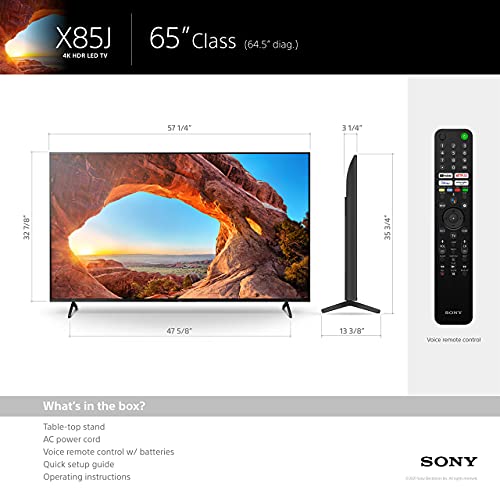 X85J
4K HDR LED TV
65" Class (64.5" diag.)
57 1/4"
3 1/4"
32 7/8"
35 3/4"
47 5/8"
13 3/8"
SONY
Voice remote control
What's in the box?
Table-top stand
AC power cord
Voice remote control w/ batteries
Quick setup guide
Operating instructions
SONY